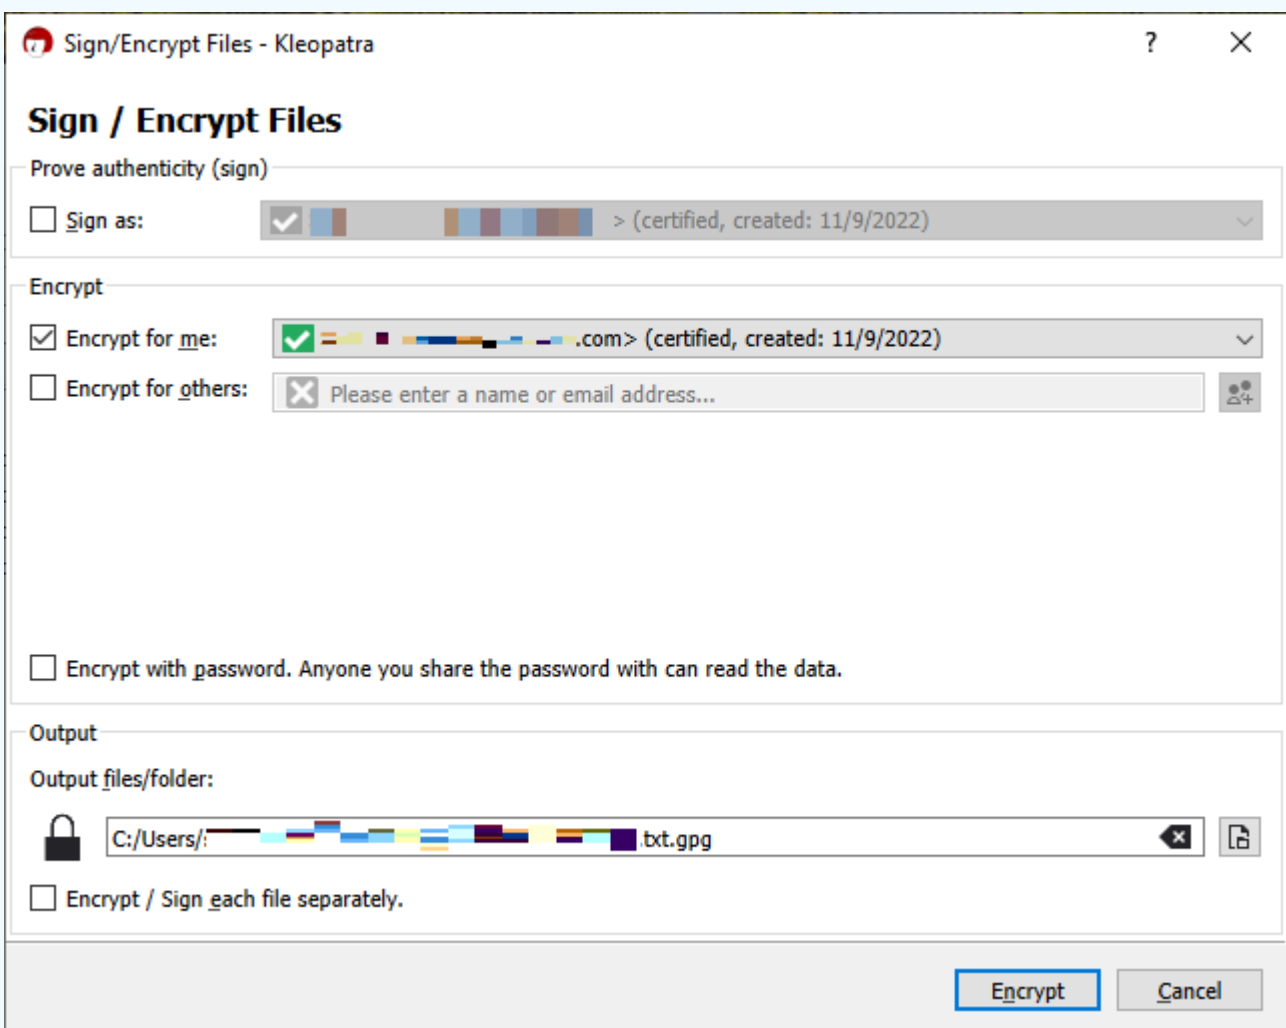 Sign/Encrypt Files - Kleopatra ?
Sign / Encrypt Files
Prove authenticity (sign)
Sign as: > (certified, created: 11/9/2022)
Encrypt
Encrypt for me: .com> (certified, created: 11/9/2022)
Encrypt for others: Please enter a name or email address...
Encrypt with password. Anyone you share the password with can read the data.
Output
Output files/folder:
C:/Users/ .txt.gpg
Encrypt / Sign each file separately.
Encrypt Cancel